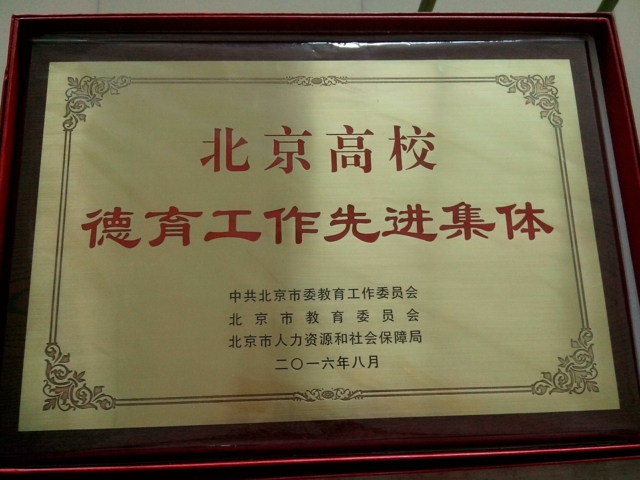 北京高校
德育工作先进集体
中共北京市委教育工作委员会
北京市教育委员会
北京市人力资源和社会保障局
二〇一六年八月